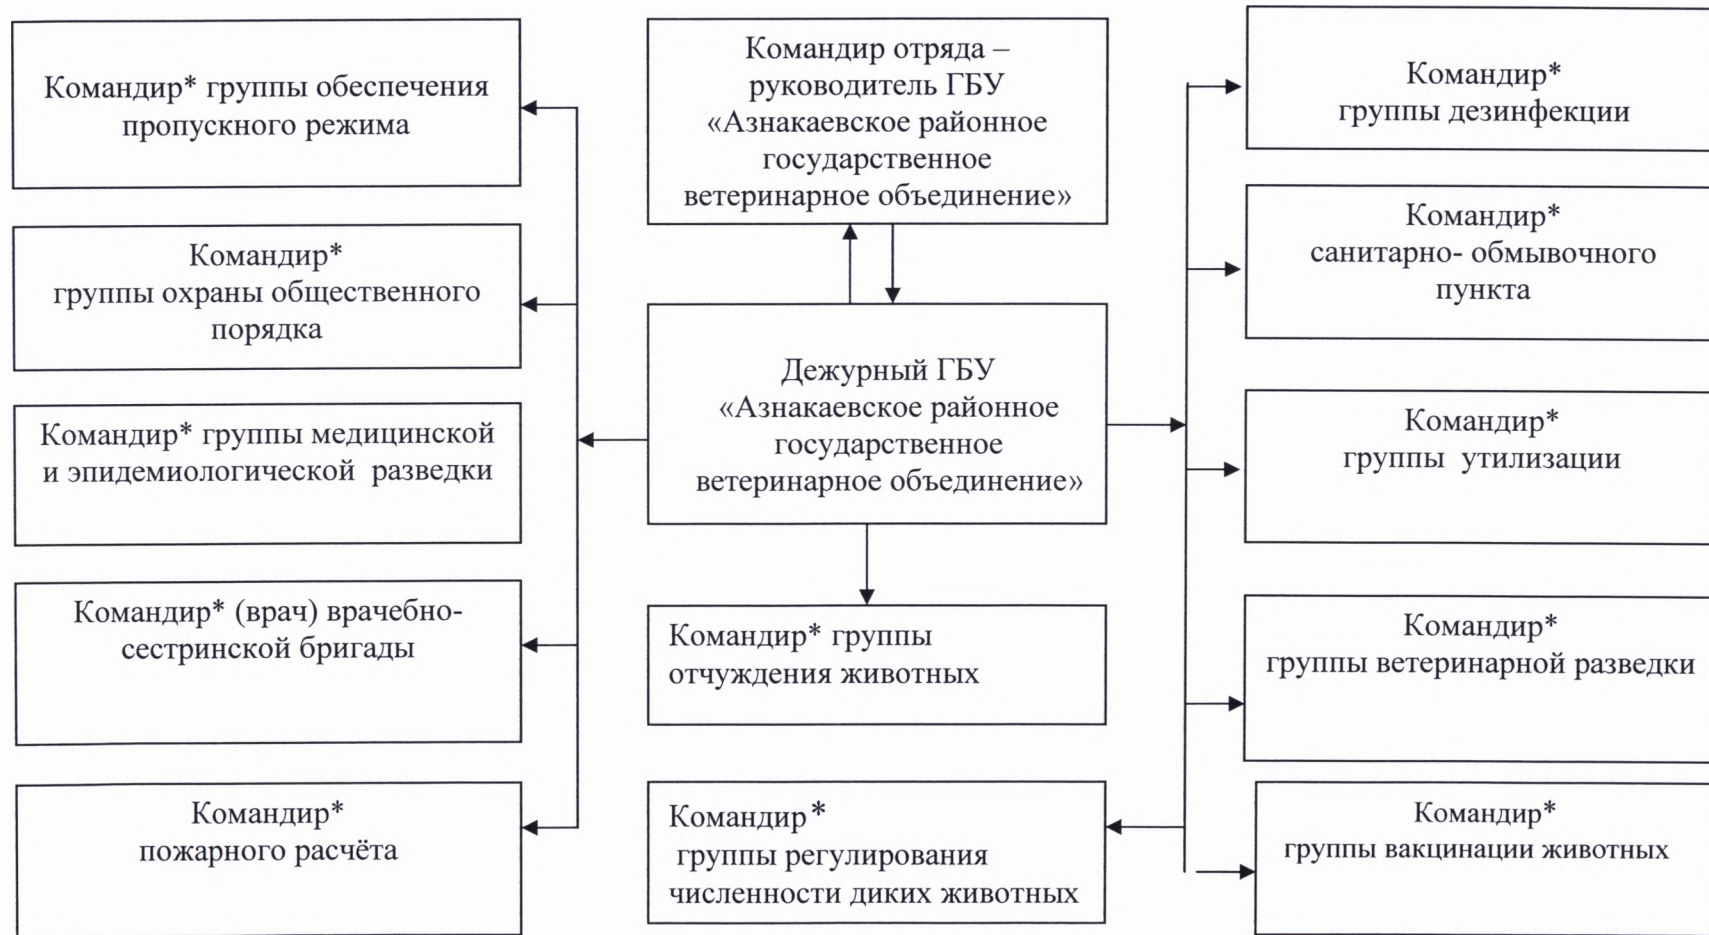 Командир* группы обеспечения
пропускного режима
Командир*
группы охраны общественного
порядка
Командир* группы медицинской
и эпидемиологической разведки
Командир* (врач) врачебно-
сестринской бригады
Командир*
пожарного расчёта
Командир отряда –
руководитель ГБУ
«Азнакаевское районное
государственное
ветеринарное объединение»
Дежурный ГБУ
«Азнакаевское районное
государственное
ветеринарное объединение»
Командир* группы
отчуждения животных
Командир*
группы регулирования
численности диких животных
Командир*
группы дезинфекции
Командир*
санитарно- обмывочного
пункта
Командир*
группы утилизации
Командир*
группы ветеринарной разведки
Командир*
группы вакцинации животных